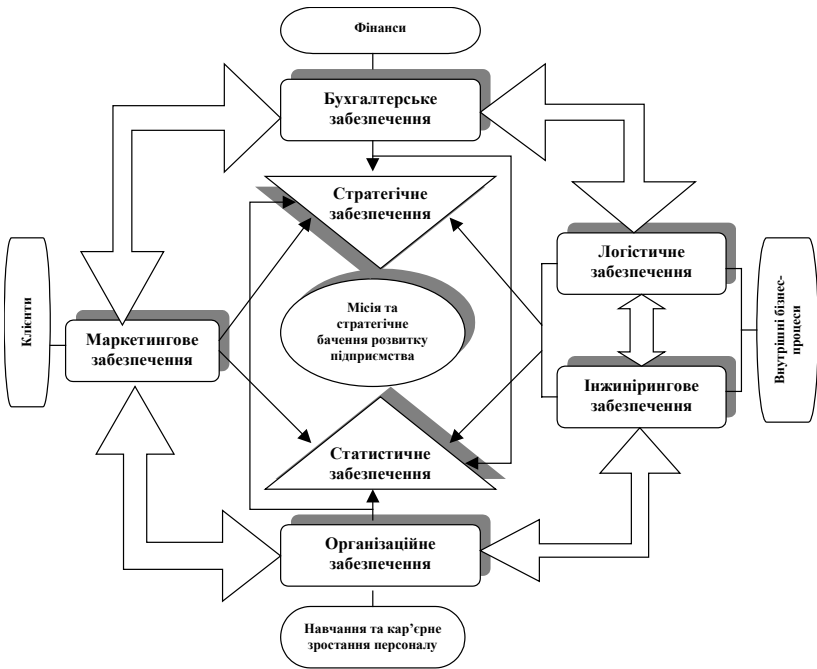 Фінанси
Бухгалтерське
забезпечення
Стратегічне
забезпечення
Логістичне
забезпечення
Клієнти
Маркетингове
забезпечення
Місія та
стратегічне
бачення розвитку
підприємства
Внутрішні бізнес-
процеси
Інжинірингове
забезпечення
Статистичне
забезпечення
Організаційне
забезпечення
Навчання та кар’єрне
зростання персоналу